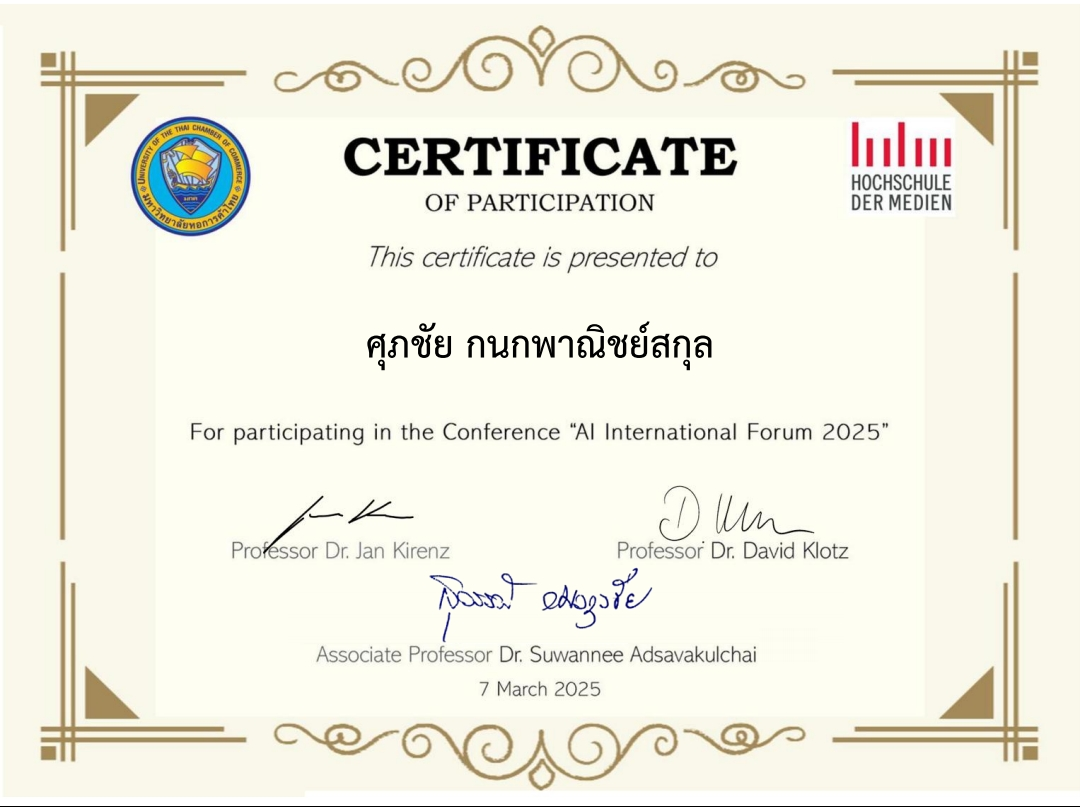 UNIVERSITY OF THE THAI CHAMBER OF COMMERCE
มหาวิทยาลัยหอการค้าไทย
CERTIFICATE
OF PARTICIPATION
HOCHSCHULE
DER MEDIEN
This certificate is presented to
ศุภชัย กนกพาณิชย์สกุล
For participating in the Conference “AI International Forum 2025”
Professor Dr. Jan Kirenz
Professor Dr. David Klotz
Associate Professor Dr. Suwannee Adsavakulchai
7 March 2025